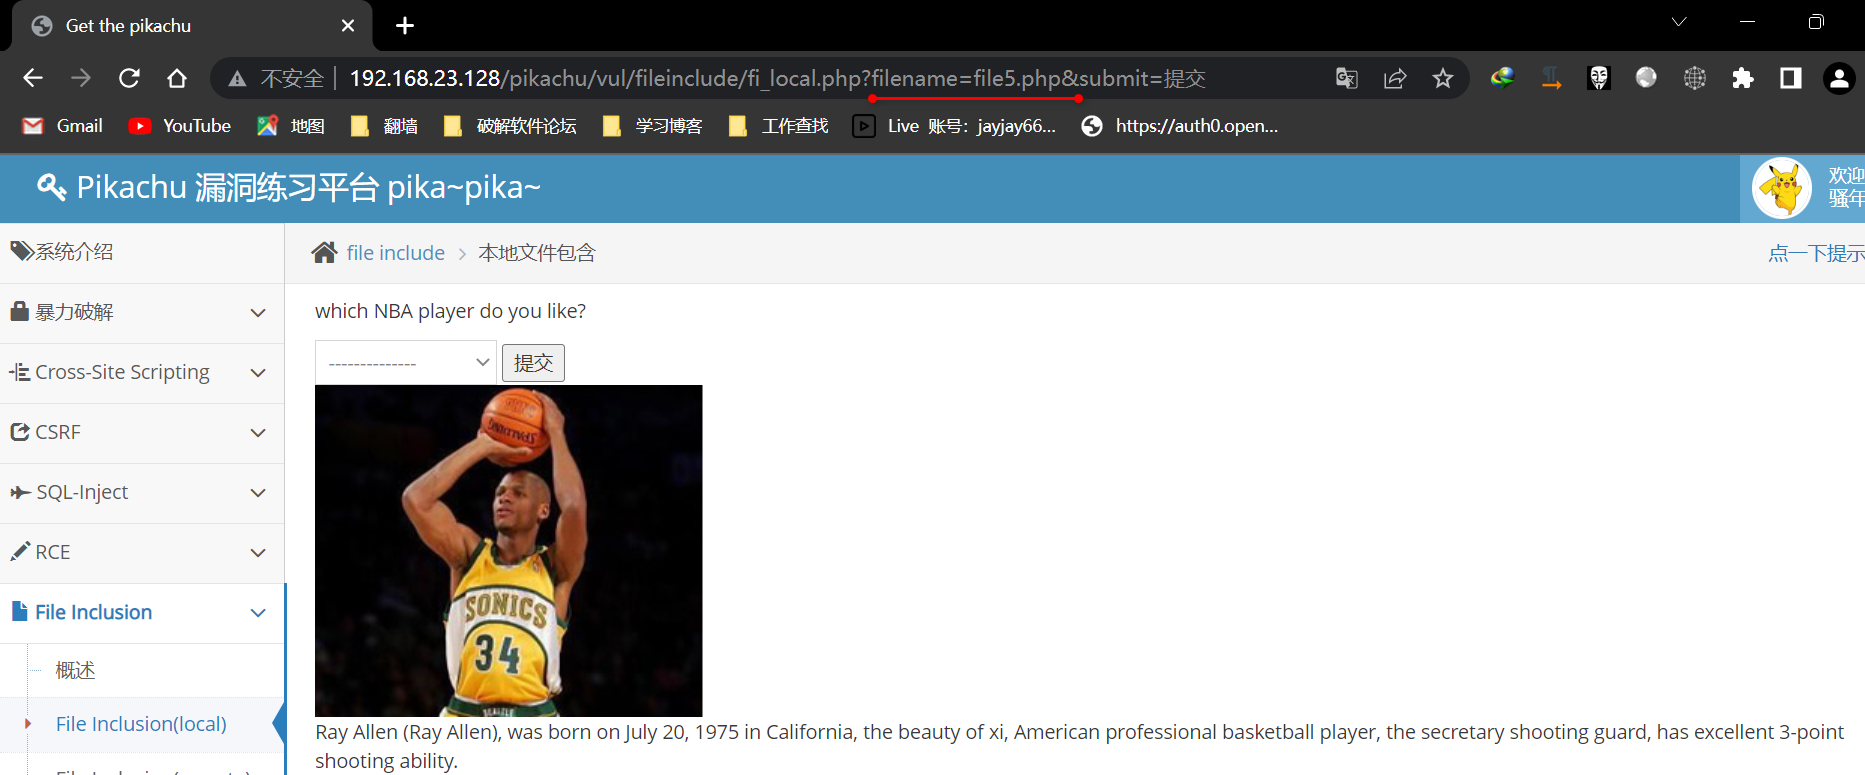 Get the pikachu
不安全 192.168.23.128/pikachu/vul/fileinclude/fi_local.php?filename=file5.php&submit=提交
Gmail YouTube 地图 翻墙 破解软件论坛 学习博客 工作查找 Live 账号：jayjay66... https://auth0.open...
Pikachu 漏洞练习平台 pika~pika~
欢迎
骚年
系统介绍
file include > 本地文件包含
点一下提示
暴力破解
which NBA player do you like?
--------------
提交
Cross-Site Scripting
CSRF
SQL-Inject
RCE
File Inclusion
概述
File Inclusion(local)
SONICS
34
Ray Allen (Ray Allen), was born on July 20, 1975 in California, the beauty of xi, American professional basketball player, the secretary shooting guard, has excellent 3-point
shooting ability.